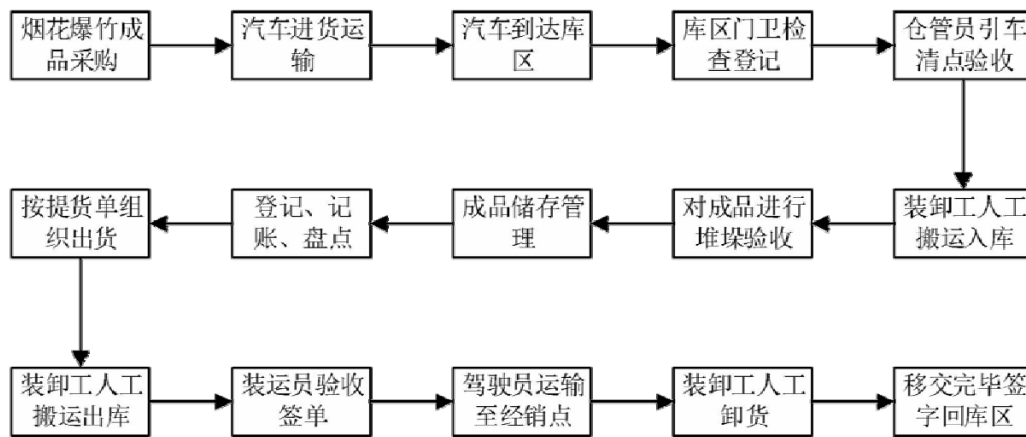 烟花爆竹成
品采购
汽车进货运
输
汽车到达库
区
库区门卫检
查登记
仓管员引车
清点验收
装卸工人工
搬运入库
对成品进行
堆垛验收
成品储存管
理
登记、记
账、盘点
按提货单组
织出货
装卸工人工
搬运出库
装运员验收
签单
驾驶员运输
至经销点
装卸工人工
卸货
移交完毕签
字回库区